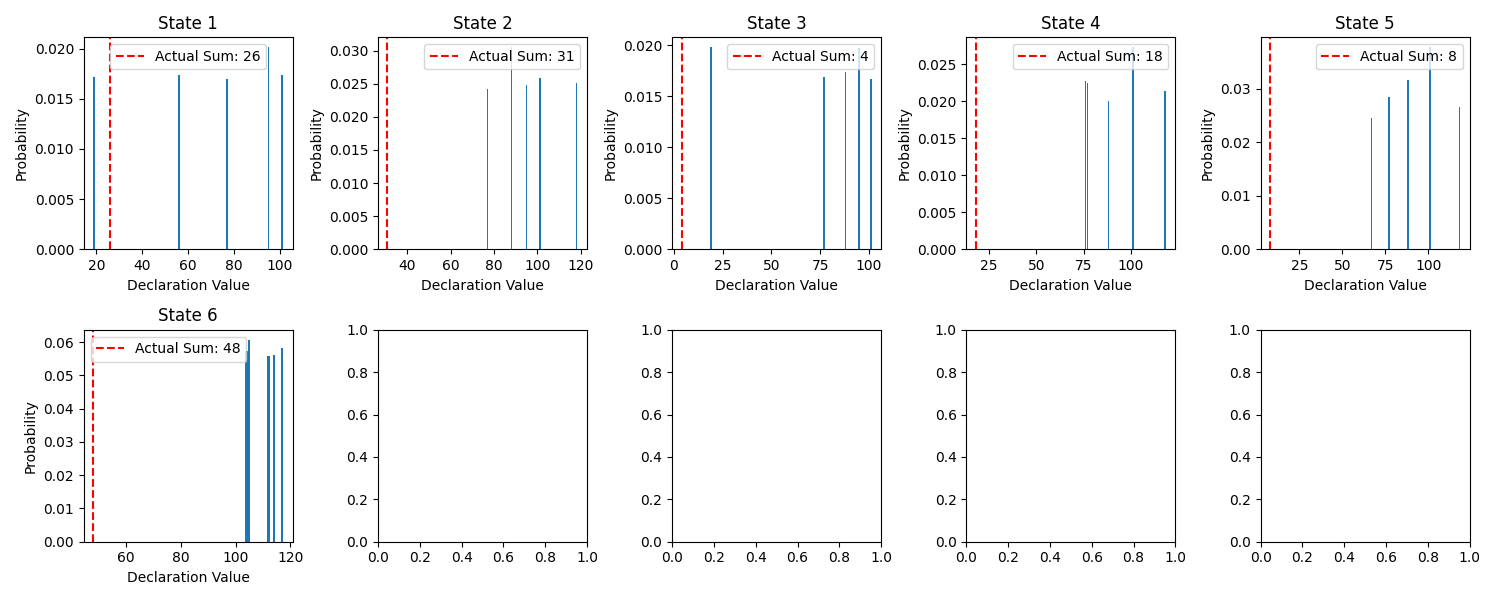 State 1
Actual Sum: 26
0.020
0.015
0.010
0.005
0.000
Probability
20 40 60 80 100
Declaration Value
State 2
Actual Sum: 31
0.030
0.025
0.020
0.015
0.010
0.005
0.000
Probability
40 60 80 100 120
Declaration Value
State 3
Actual Sum: 4
0.020
0.015
0.010
0.005
0.000
Probability
0 25 50 75 100
Declaration Value
State 4
Actual Sum: 18
0.025
0.020
0.015
0.010
0.005
0.000
Probability
25 50 75 100
Declaration Value
State 5
Actual Sum: 8
0.03
0.02
0.01
0.00
Probability
25 50 75 100
Declaration Value
State 6
Actual Sum: 48
0.06
0.05
0.04
0.03
0.02
0.01
0.00
Probability
60 80 100 120
Declaration Value
1.0
0.8
0.6
0.4
0.2
0.0
0.0 0.2 0.4 0.6 0.8 1.0
1.0
0.8
0.6
0.4
0.2
0.0
0.0 0.2 0.4 0.6 0.8 1.0
1.0
0.8
0.6
0.4
0.2
0.0
0.0 0.2 0.4 0.6 0.8 1.0
1.0
0.8
0.6
0.4
0.2
0.0
0.0 0.2 0.4 0.6 0.8 1.0